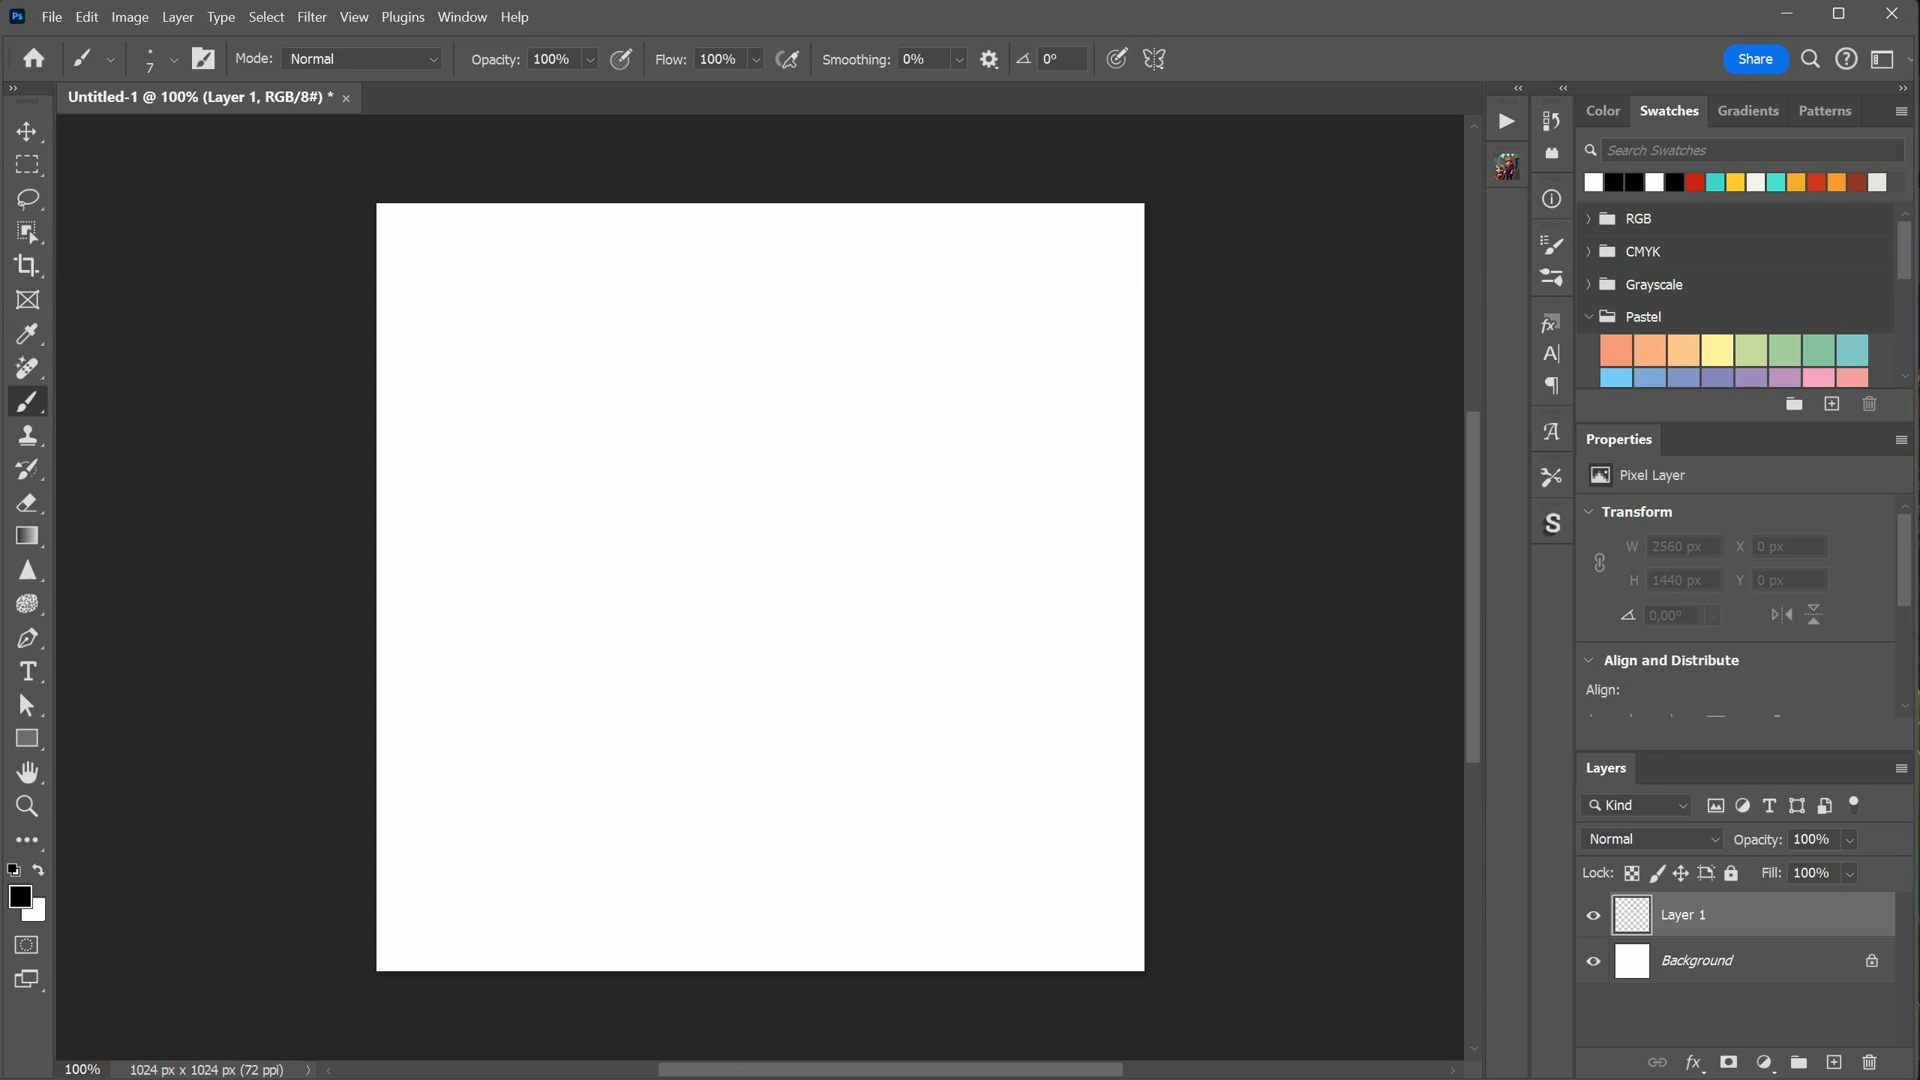 Ps File Edit Image Layer Type Select Filter View Plugins Window Help
7 Mode: Normal Opacity: 100% Flow: 100% Smoothing: 0% 0° Share
Untitled-1 @ 100% (Layer 1, RGB/8#) *
Color Swatches Gradients Patterns
Search Swatches
RGB
CMYK
Grayscale
Pastel
Properties
Pixel Layer
Transform
W 2560 px X 0 px
H 1440 px Y 0 px
0,00°
Align and Distribute
Align:
Layers
Kind
Normal Opacity: 100%
Lock: Fill: 100%
Layer 1
Background
100% 1024 px x 1024 px (72 ppi)